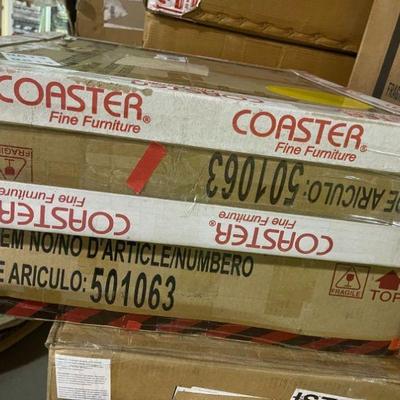 COASTER®
Fine Furniture
COASTER®
Fine Furniture
FRAGILE
DE ARICULO: 501063
COASTER
Fine Furniture
COASTER®
Fine Furniture
EM NO/NO D'ARTICLE/NUMBERO
E ARICULO: 501063
FRAGILE
TOP